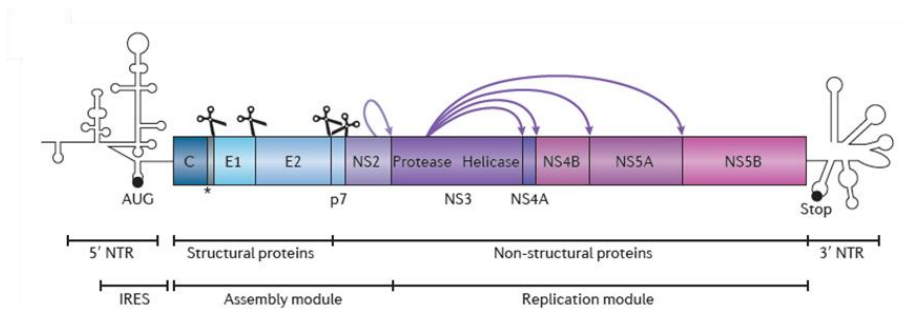 C
E1
E2
NS2
Protease
Helicase
NS4B
NS5A
NS5B
AUG
*
p7
NS3
NS4A
Stop
5′ NTR
Structural proteins
Non-structural proteins
3′ NTR
IRES
Assembly module
Replication module